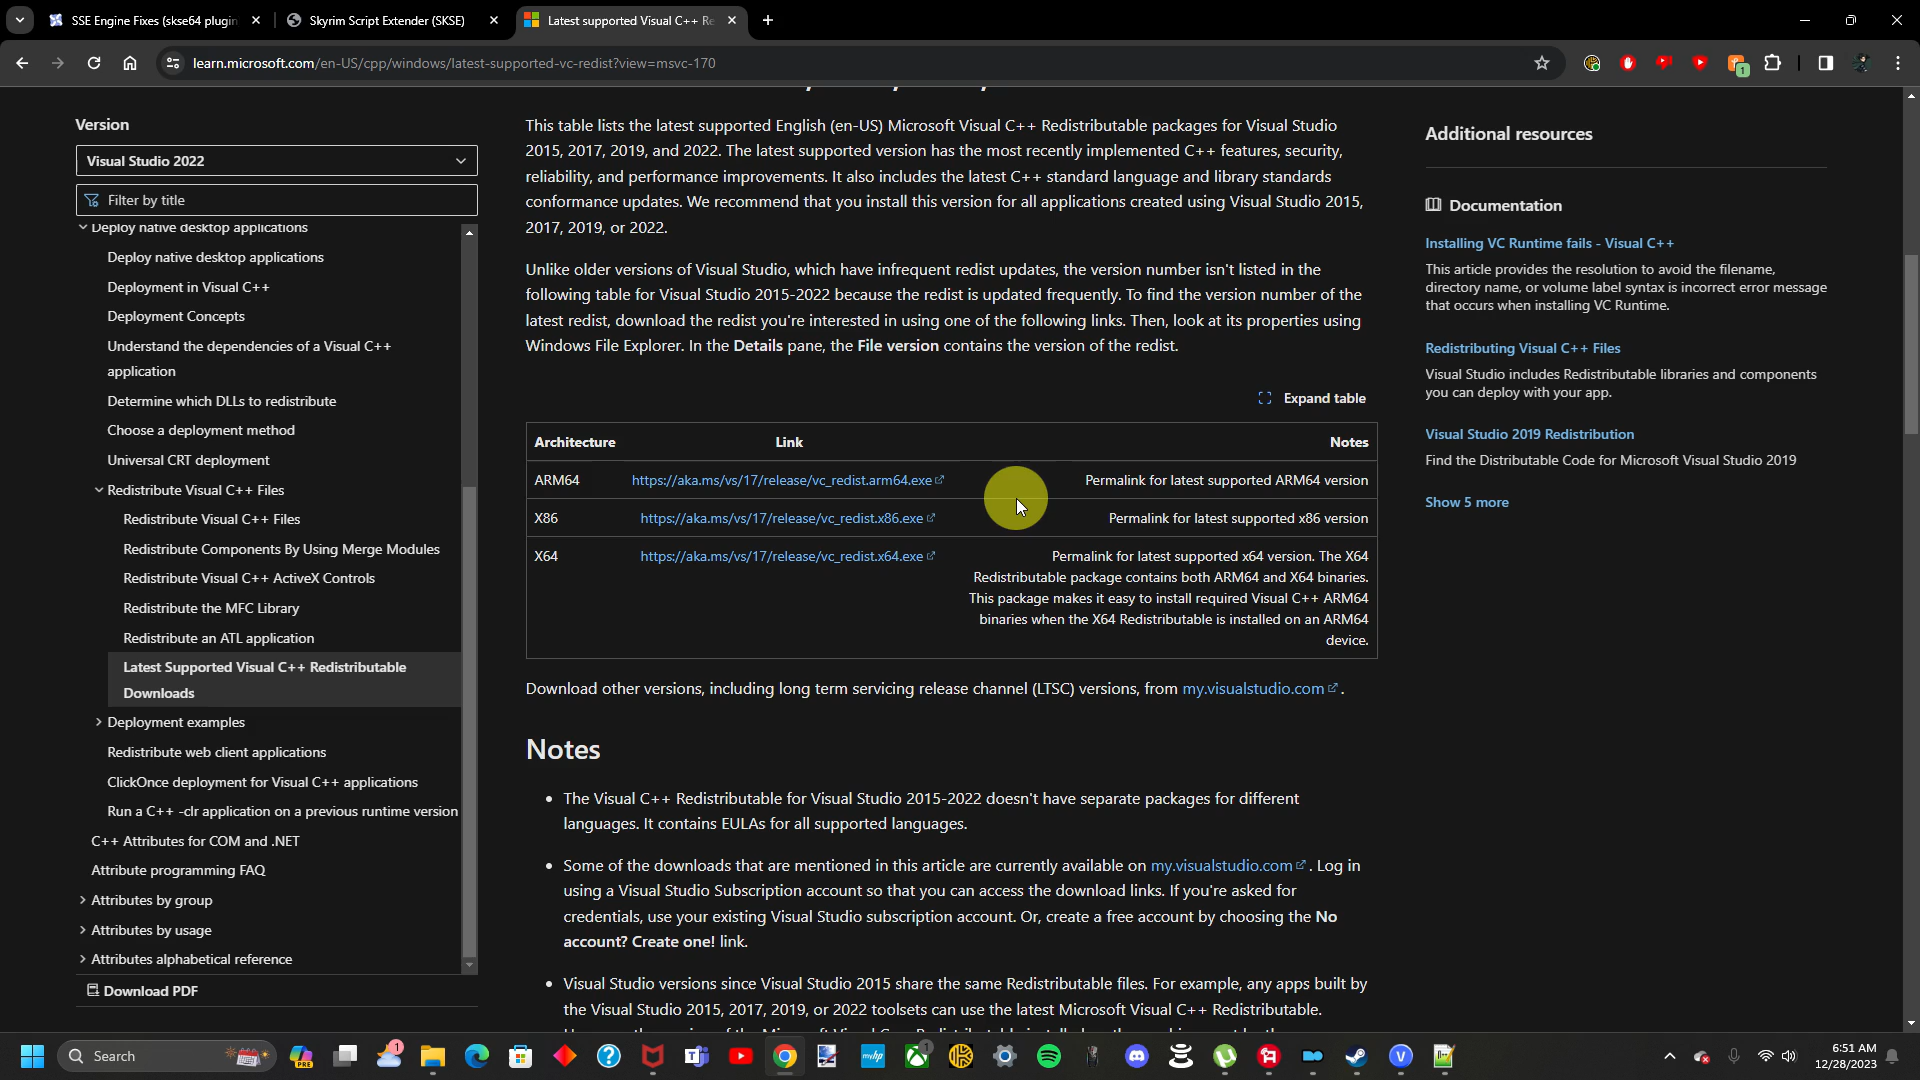 SSE Engine Fixes (skse64 plugin
Skyrim Script Extender (SKSE)
Latest supported Visual C++ Re
learn.microsoft.com/en-US/cpp/windows/latest-supported-vc-redist?view=msvc-170
1
Version
Visual Studio 2022
Filter by title
Deploy native desktop applications
Deploy native desktop applications
Deployment in Visual C++
Deployment Concepts
Understand the dependencies of a Visual C++
application
Determine which DLLs to redistribute
Choose a deployment method
Universal CRT deployment
Redistribute Visual C++ Files
Redistribute Visual C++ Files
Redistribute Components By Using Merge Modules
Redistribute Visual C++ ActiveX Controls
Redistribute the MFC Library
Redistribute an ATL application
Latest Supported Visual C++ Redistributable
Downloads
Deployment examples
Redistribute web client applications
ClickOnce deployment for Visual C++ applications
Run a C++ -clr application on a previous runtime version
C++ Attributes for COM and .NET
Attribute programming FAQ
Attributes by group
Attributes by usage
Attributes alphabetical reference
Download PDF
This table lists the latest supported English (en-US) Microsoft Visual C++ Redistributable packages for Visual Studio
2015, 2017, 2019, and 2022. The latest supported version has the most recently implemented C++ features, security,
reliability, and performance improvements. It also includes the latest C++ standard language and library standards
conformance updates. We recommend that you install this version for all applications created using Visual Studio 2015,
2017, 2019, or 2022.
Unlike older versions of Visual Studio, which have infrequent redist updates, the version number isn't listed in the
following table for Visual Studio 2015-2022 because the redist is updated frequently. To find the version number of the
latest redist, download the redist you're interested in using one of the following links. Then, look at its properties using
Windows File Explorer. In the Details pane, the File version contains the version of the redist.
Expand table
Architecture Link Notes
ARM64 https://aka.ms/vs/17/release/vc_redist.arm64.exe Permalink for latest supported ARM64 version
X86 https://aka.ms/vs/17/release/vc_redist.x86.exe Permalink for latest supported x86 version
X64 https://aka.ms/vs/17/release/vc_redist.x64.exe Permalink for latest supported x64 version. The X64
Redistributable package contains both ARM64 and X64 binaries.
This package makes it easy to install required Visual C++ ARM64
binaries when the X64 Redistributable is installed on an ARM64
device.
Download other versions, including long term servicing release channel (LTSC) versions, from my.visualstudio.com .
Notes
• The Visual C++ Redistributable for Visual Studio 2015-2022 doesn't have separate packages for different
languages. It contains EULAs for all supported languages.
• Some of the downloads that are mentioned in this article are currently available on my.visualstudio.com . Log in
using a Visual Studio Subscription account so that you can access the download links. If you're asked for
credentials, use your existing Visual Studio subscription account. Or, create a free account by choosing the No
account? Create one! link.
• Visual Studio versions since Visual Studio 2015 share the same Redistributable files. For example, any apps built by
the Visual Studio 2015, 2017, 2019, or 2022 toolsets can use the latest Microsoft Visual C++ Redistributable.
Additional resources
Documentation
Installing VC Runtime fails - Visual C++
This article provides the resolution to avoid the filename,
directory name, or volume label syntax is incorrect error message
that occurs when installing VC Runtime.
Redistributing Visual C++ Files
Visual Studio includes Redistributable libraries and components
you can deploy with your app.
Visual Studio 2019 Redistribution
Find the Distributable Code for Microsoft Visual Studio 2019
Show 5 more
Search
PRE
1
myhp
1
6:51 AM
12/28/2023